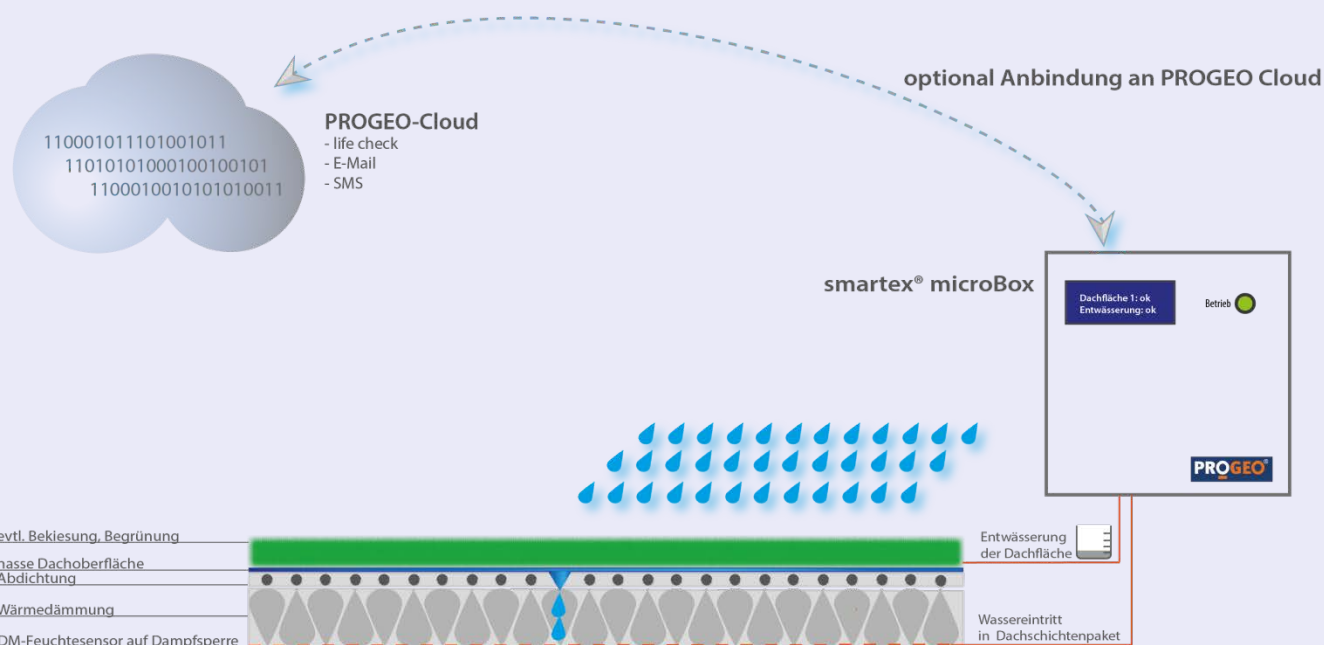 optional Anbindung an PROGEO Cloud
110001011101001011
11010101000100100101
1100010010101010011
PROGEO-Cloud
- life check
- E-Mail
- SMS
smartex® microBox
Dachfläche 1: ok
Entwässerung: ok
Betrieb
PROGEO®
evtl. Bekiesung, Begrünung
nasse Dachoberfläche
Abdichtung
Wärmedämmung
DM-Feuchtesensor auf Dampfsperre
Entwässerung
der Dachfläche
Wassereintritt
in Dachschichtenpaket